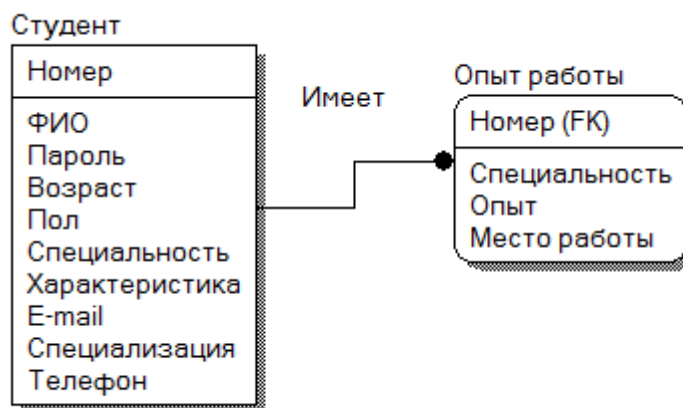 Студент
Номер
ФИО
Пароль
Возраст
Пол
Специальность
Характеристика
E-mail
Специализация
Телефон
Имеет
Опыт работы
Номер (FK)
Специальность
Опыт
Место работы